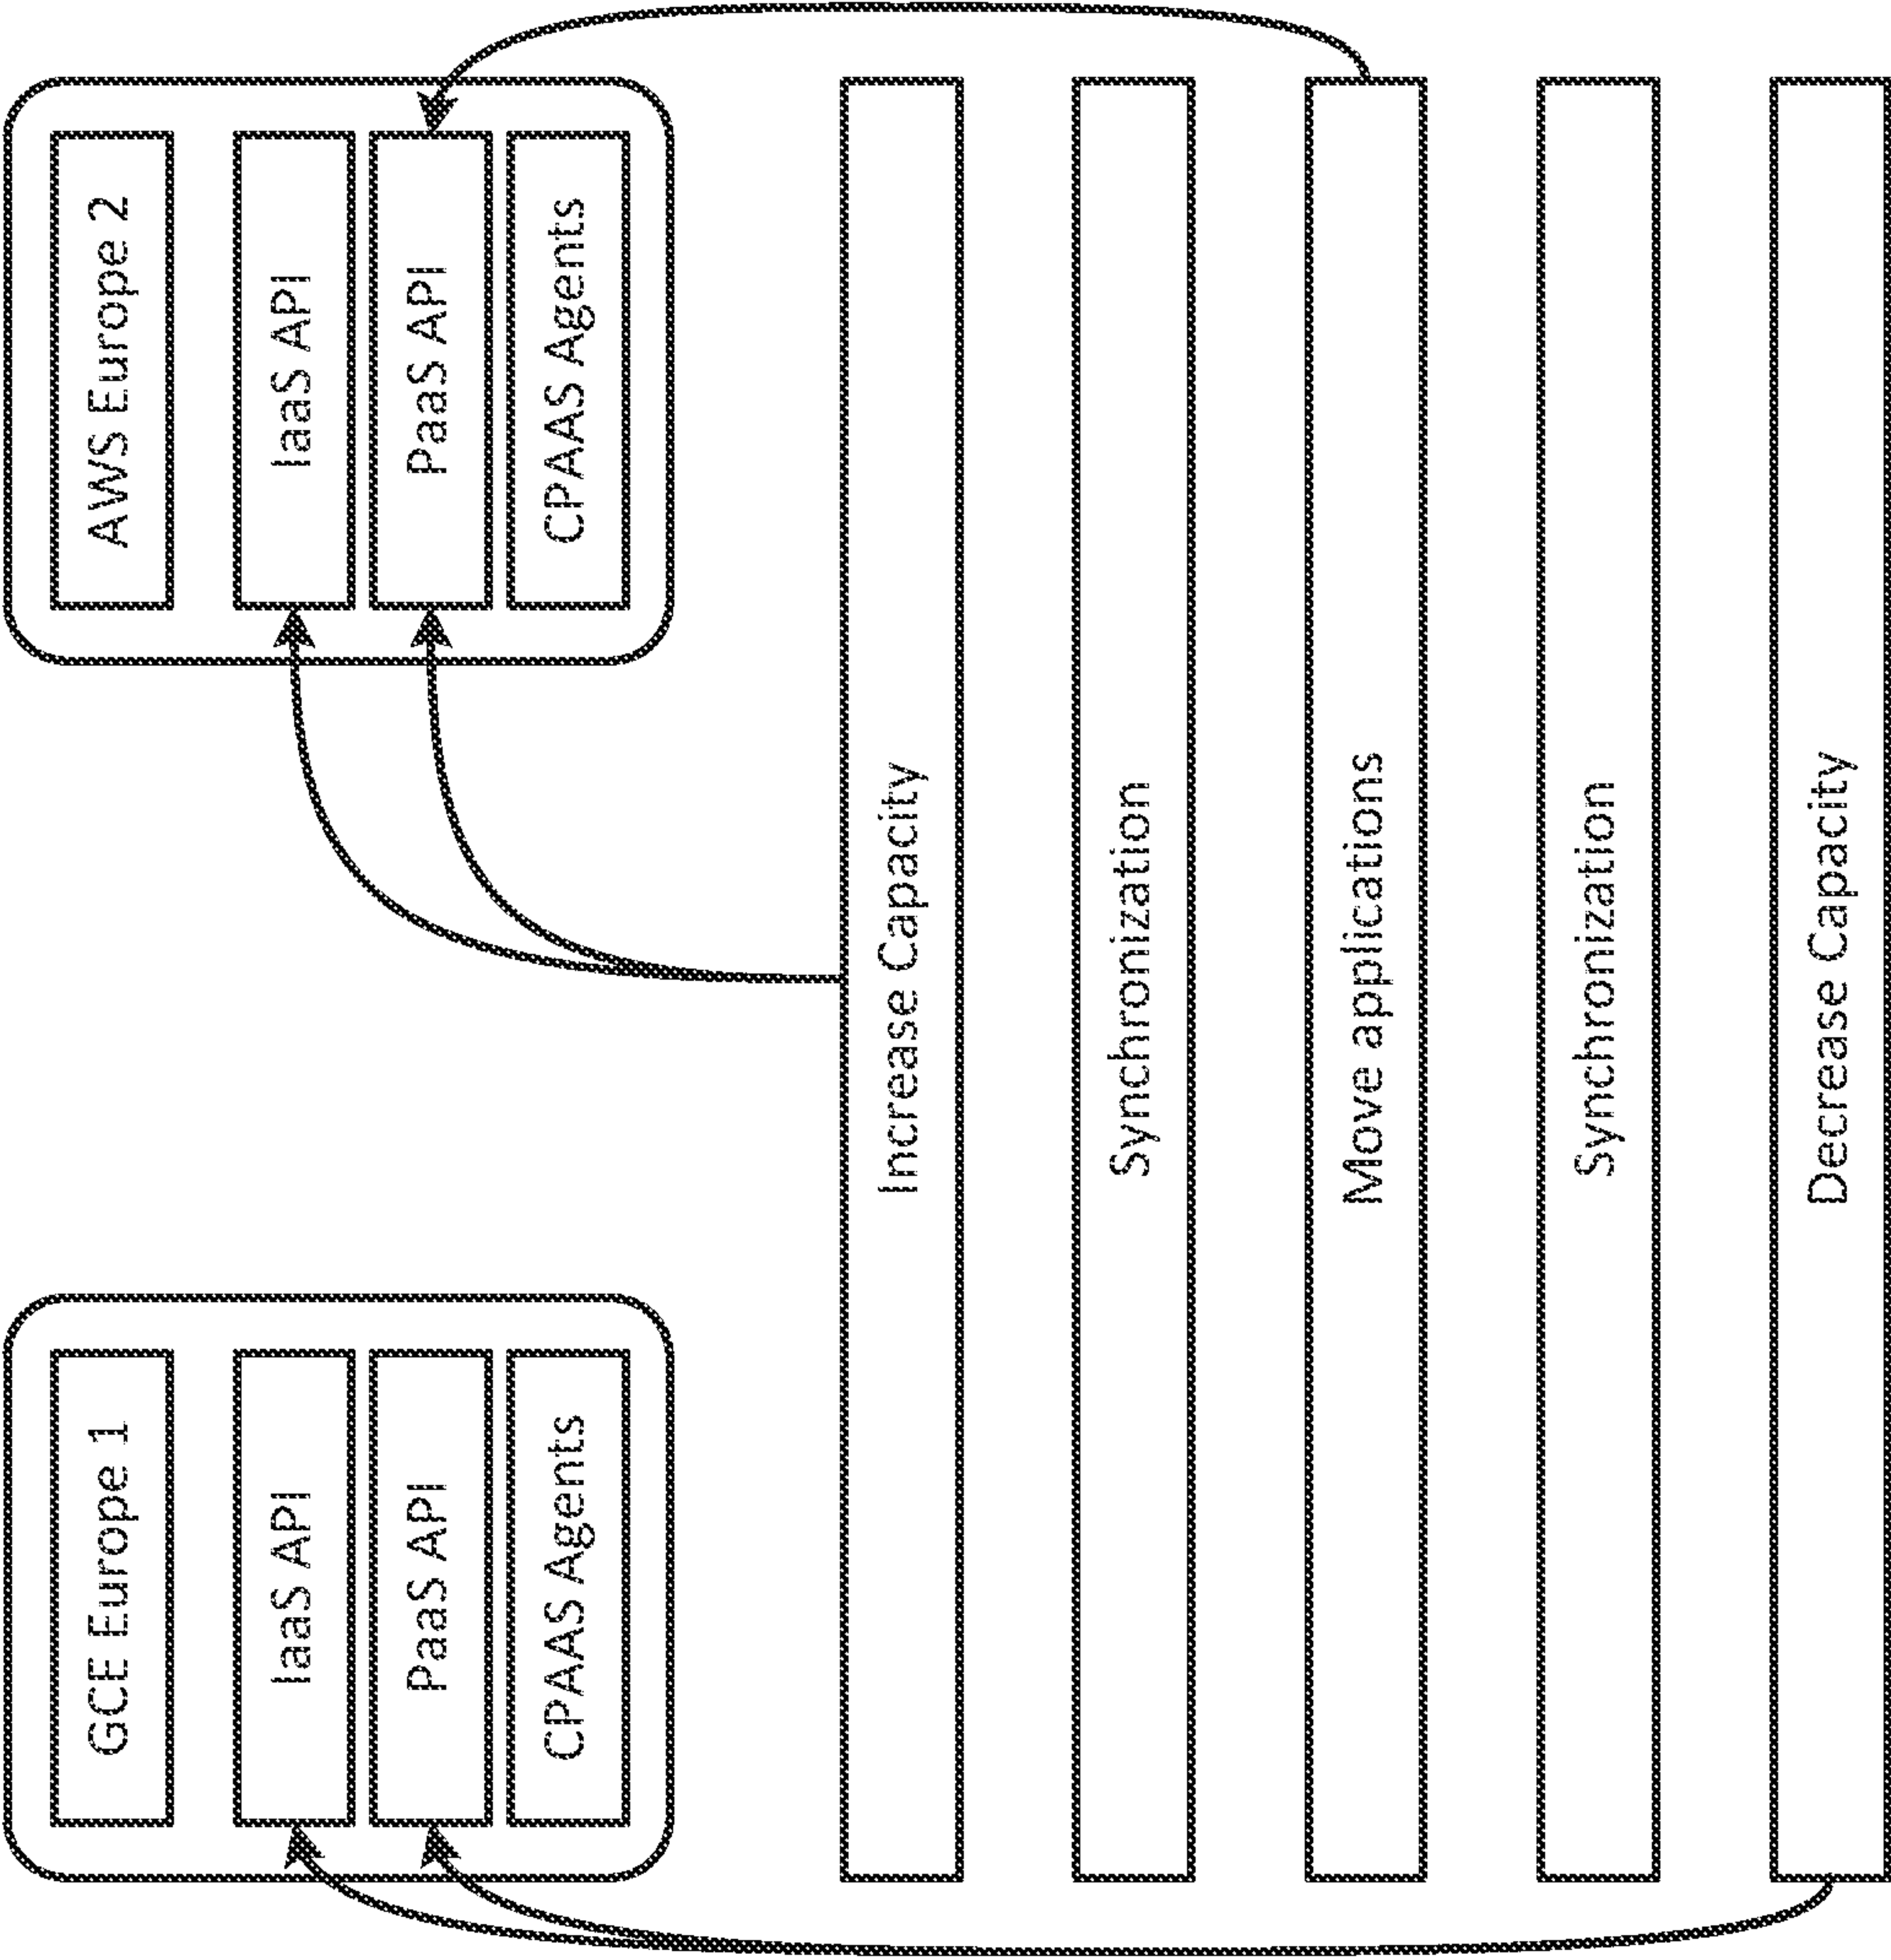 GCE Europe 1
IaaS API
PaaS API
CPAAS Agents
AWS Europe 2
IaaS API
PaaS API
CPAAS Agents
Increase Capacity
Synchronization
Move applications
Synchronization
Decrease Capacity